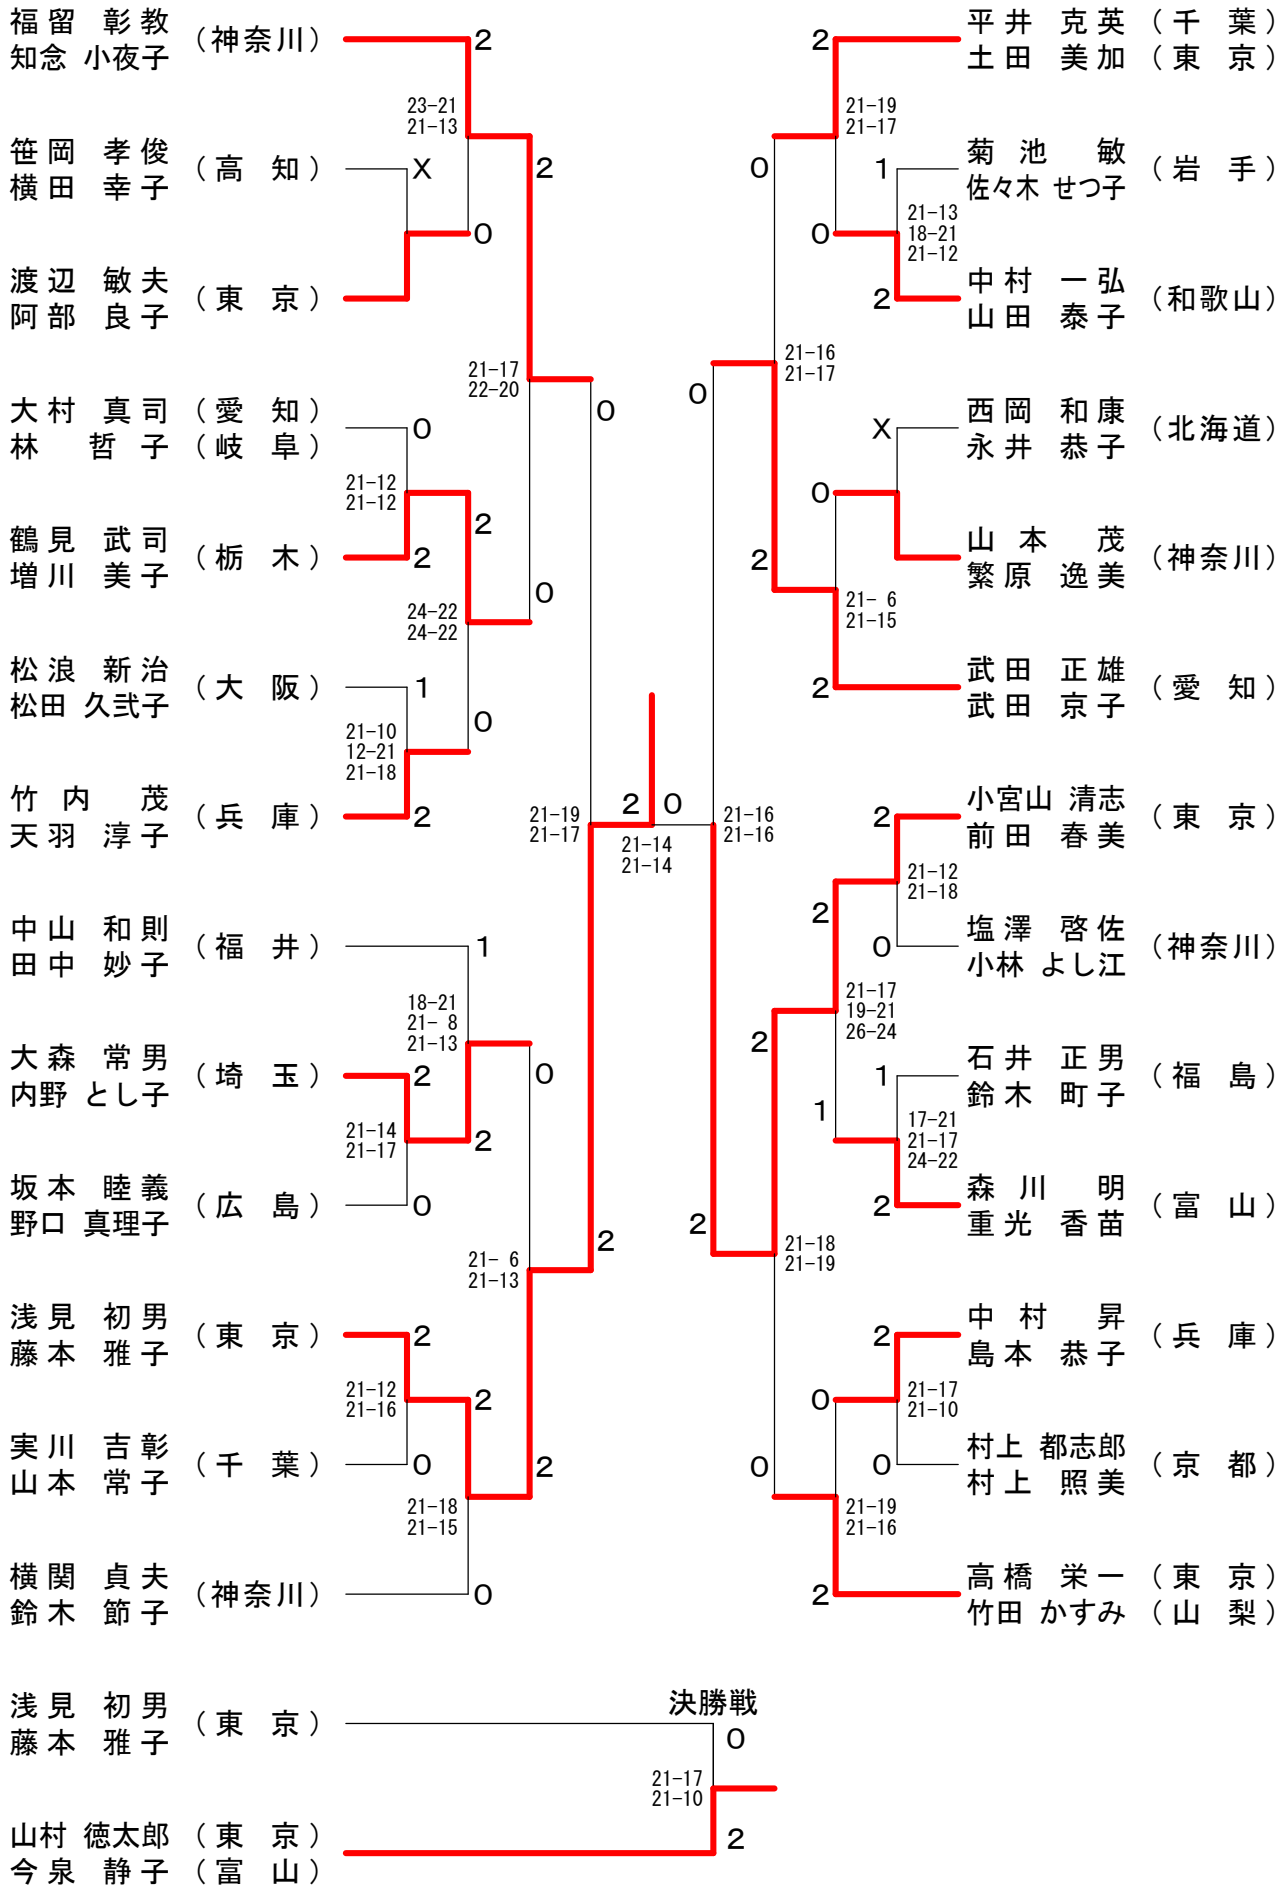 福留 彰教
知念 小夜子
（神奈川）
2
23-21
21-13
笹岡 孝俊
横田 幸子
（高 知）
X
2
0
渡辺 敏夫
阿部 良子
（東 京）
21-17
22-20
0
大村 真司 （愛 知）
林 哲子 （岐 阜）
0
21-12
21-12
2
鶴見 武司
増川 美子
（栃 木）
2
0
24-22
24-22
松浪 新治
松田 久弐子
（大 阪）
1
0
21-10
12-21
21-18
竹内 茂
天羽 淳子
（兵 庫）
2
21-19
21-17
2 0
21-14
21-14
中山 和則
田中 妙子
（福 井）
1
18-21
21- 8
21-13
大森 常男
内野 とし子
（埼 玉）
2
0
21-14
21-17
2
坂本 睦義
野口 真理子
（広 島）
0
2
21- 6
21-13
浅見 初男
藤本 雅子
（東 京）
2
21-12
21-16
2
実川 吉彰
山本 常子
（千 葉）
0
2
21-18
21-15
横関 貞夫
鈴木 節子
（神奈川）
0
2
平井 克英 （千 葉）
土田 美加 （東 京）
21-19
21-17
0
1
菊池 敏
佐々木 せつ子
（岩 手）
0
21-13
18-21
21-12
2
中村 一弘
山田 泰子
（和歌山）
21-16
21-17
0
X
西岡 和康
永井 恭子
（北海道）
0
2
山本 茂
繁原 逸美
（神奈川）
21- 6
21-15
2
武田 正雄
武田 京子
（愛 知）
21-16
21-16
2
小宮山 清志
前田 春美
（東 京）
21-12
21-18
2
0
塩澤 啓佐
小林 よし江
（神奈川）
21-17
19-21
26-24
2
1
石井 正男
鈴木 町子
（福 島）
1
17-21
21-17
24-22
2
森川 明
重光 香苗
（富 山）
2
21-18
21-19
2
中村 昇
島本 恭子
（兵 庫）
0
21-17
21-10
0
0
村上 都志郎
村上 照美
（京 都）
21-19
21-16
2
高橋 栄一 （東 京）
竹田 かすみ （山 梨）
決勝戦
浅見 初男
藤本 雅子
（東 京）
0
21-17
21-10
山村 徳太郎 （東 京）
今泉 静子 （富 山）
2